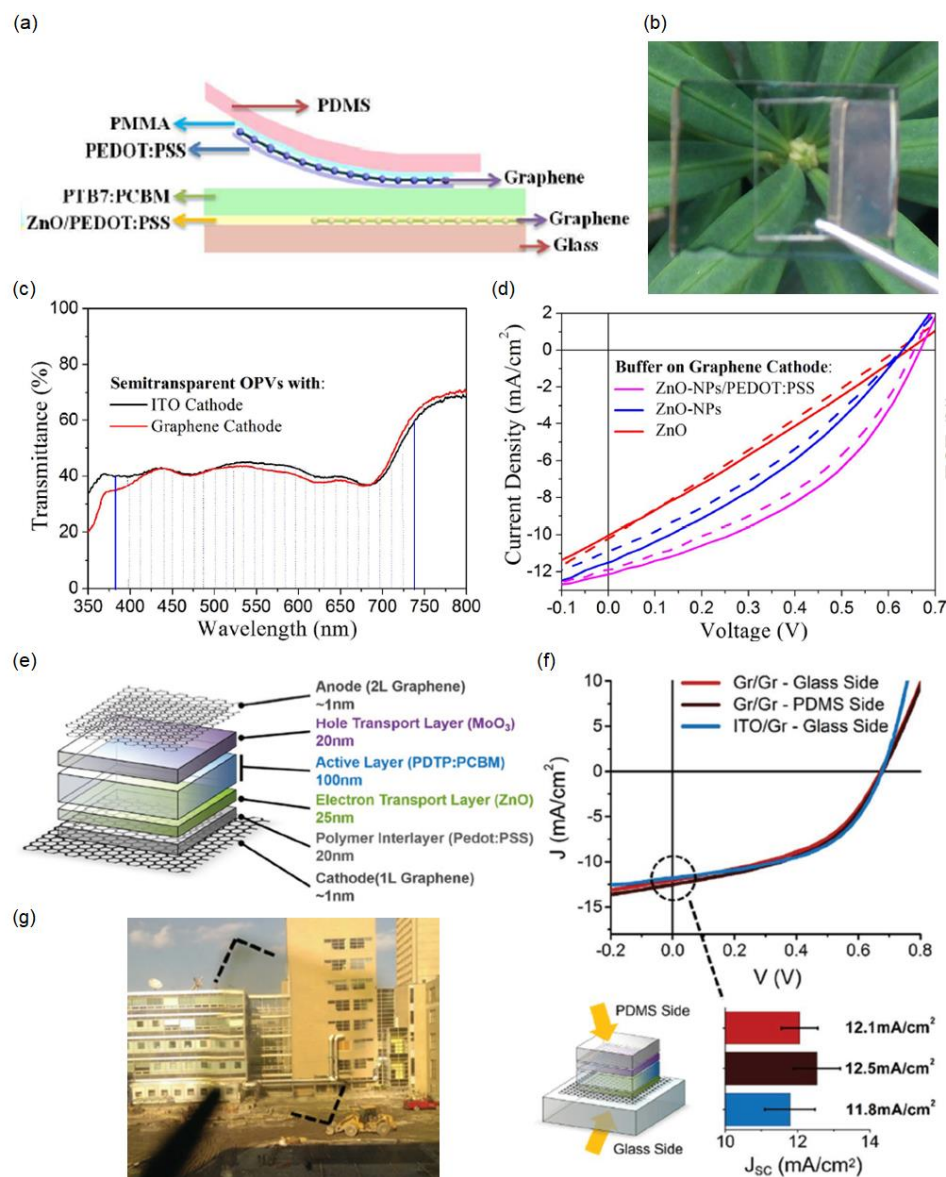 (a)
PDMS
PMMA
PEDOT:PSS
Graphene
PTB7:PCBM
ZnO/PEDOT:PSS
Graphene
Glass
(b)
(c)
100
80
60
40
20
0
Transmittance (%)
Semitransparent OPVs with:
ITO Cathode
Graphene Cathode
350 400 450 500 550 600 650 700 750 800
Wavelength (nm)
(d)
2
0
-2
-4
-6
-8
-10
-12
Current Density (mA/cm²)
Buffer on Graphene Cathode:
ZnO-NPs/PEDOT:PSS
ZnO-NPs
ZnO
-0.1 0.0 0.1 0.2 0.3 0.4 0.5 0.6 0.7
Voltage (V)
(e)
Anode (2L Graphene)
~1nm
Hole Transport Layer (MoO₃)
20nm
Active Layer (PDTP:PCBM)
100nm
Electron Transport Layer (ZnO)
25nm
Polymer Interlayer (Pedot:PSS)
20nm
Cathode(1L Graphene)
~1nm
(f)
10
5
0
-5
-10
-15
J (mA/cm²)
Gr/Gr - Glass Side
Gr/Gr - PDMS Side
ITO/Gr - Glass Side
-0.2 0.0 0.2 0.4 0.6 0.8
V (V)
PDMS Side
Glass Side
12.1mA/cm²
12.5mA/cm²
11.8mA/cm²
10 12 14
Jsc (mA/cm²)
(g)